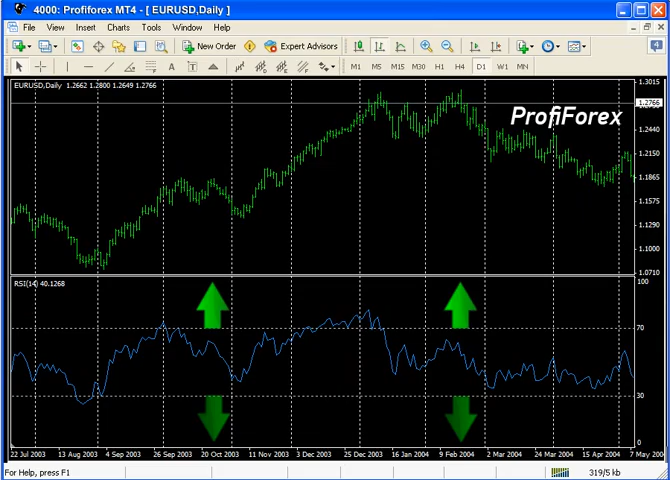 4000: Profiforex MT4 - [ EURUSD,Daily ]
File View Insert Charts Tools Window Help
New Order Expert Advisors
4
A T M1 M5 M15 M30 H1 H4 D1 W1 MN
EURUSD,Daily 1.2662 1.2800 1.2649 1.2766
ProfiForex
1.3015
1.2766
1.2440
1.2150
1.1865
1.1575
1.1290
1.1000
1.0710
RSI(14) 40.1268
100
70
30
0
22 Jul 2003 13 Aug 2003 4 Sep 2003 26 Sep 2003 20 Oct 2003 11 Nov 2003 3 Dec 2003 25 Dec 2003 16 Jan 2004 9 Feb 2004 2 Mar 2004 24 Mar 2004 15 Apr 2004 7 May 2004
For Help, press F1 319/5 kb